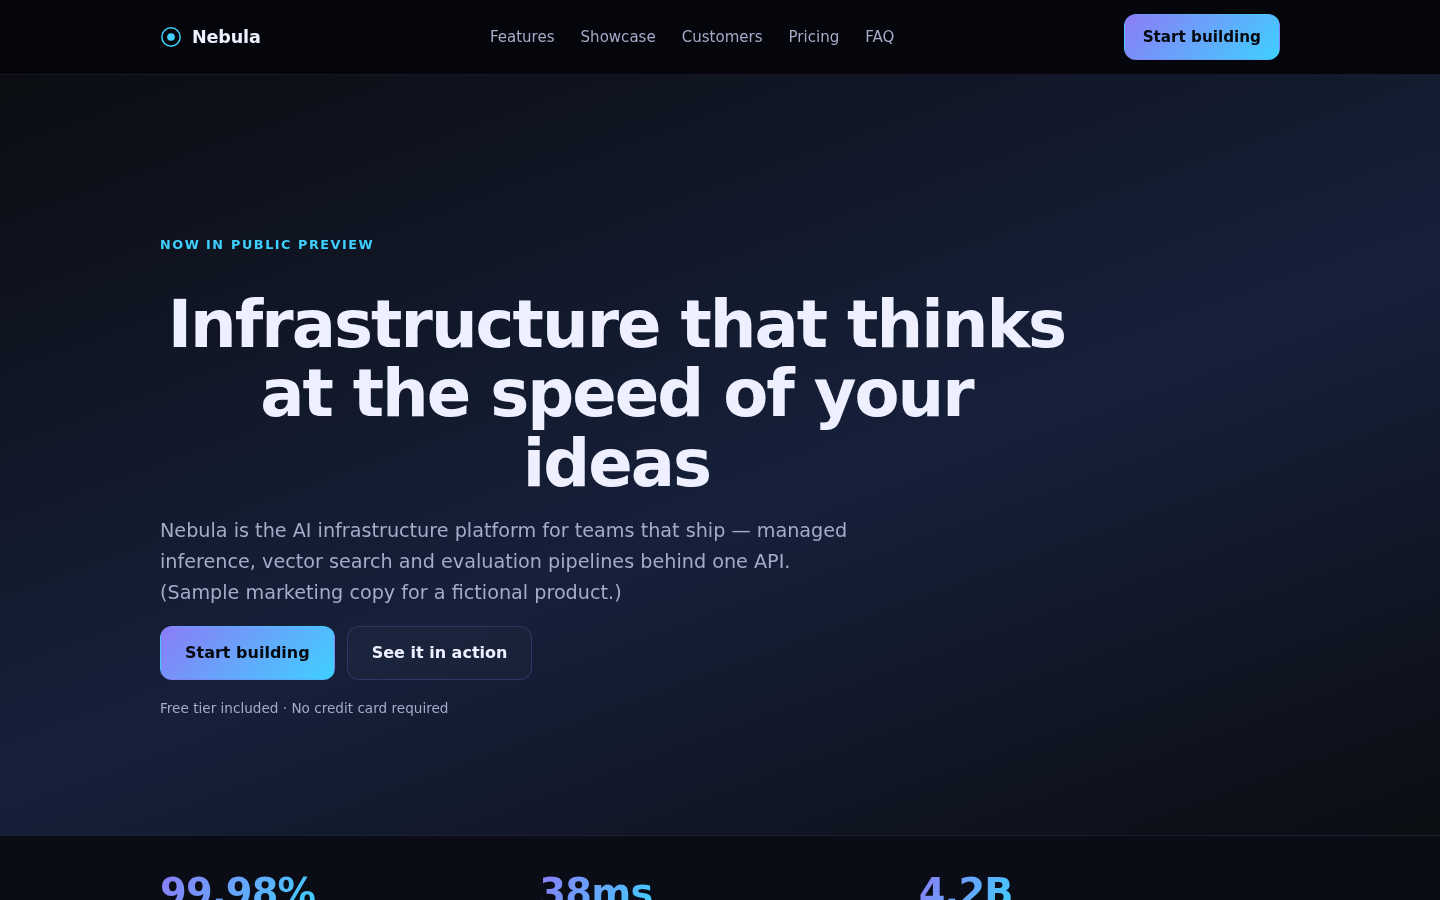 Nebula
Features
Showcase
Customers
Pricing
FAQ
Start building
NOW IN PUBLIC PREVIEW
Infrastructure that thinks
at the speed of your
ideas
Nebula is the AI infrastructure platform for teams that ship — managed
inference, vector search and evaluation pipelines behind one API.
(Sample marketing copy for a fictional product.)
Start building
See it in action
Free tier included · No credit card required
99.98%
38ms
4.2B